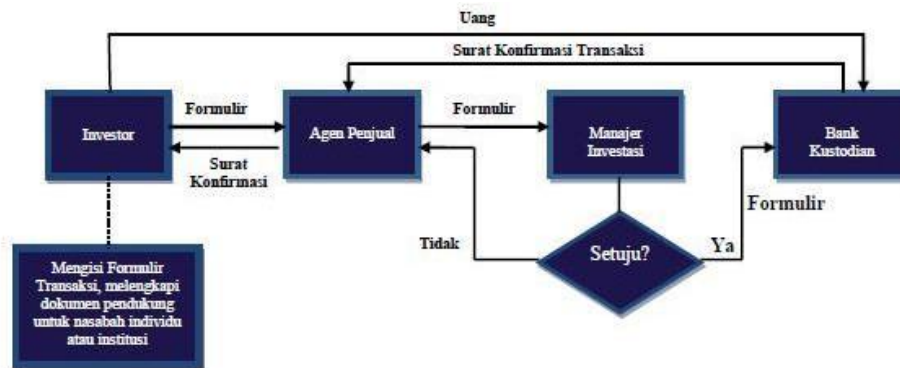 Uang
Surat Konfirmasi Transaksi
Formulir
Formulir
Investor
Agen Penjual
Manajer
Investasi
Bank
Kustodian
Surat
Konfirmasi
Formulir
Tidak
Setuju?
Ya
Mengisi Formulir
Transaksi, melengkapi
dokumen pendukung
untuk nasabah individu
atau institusi